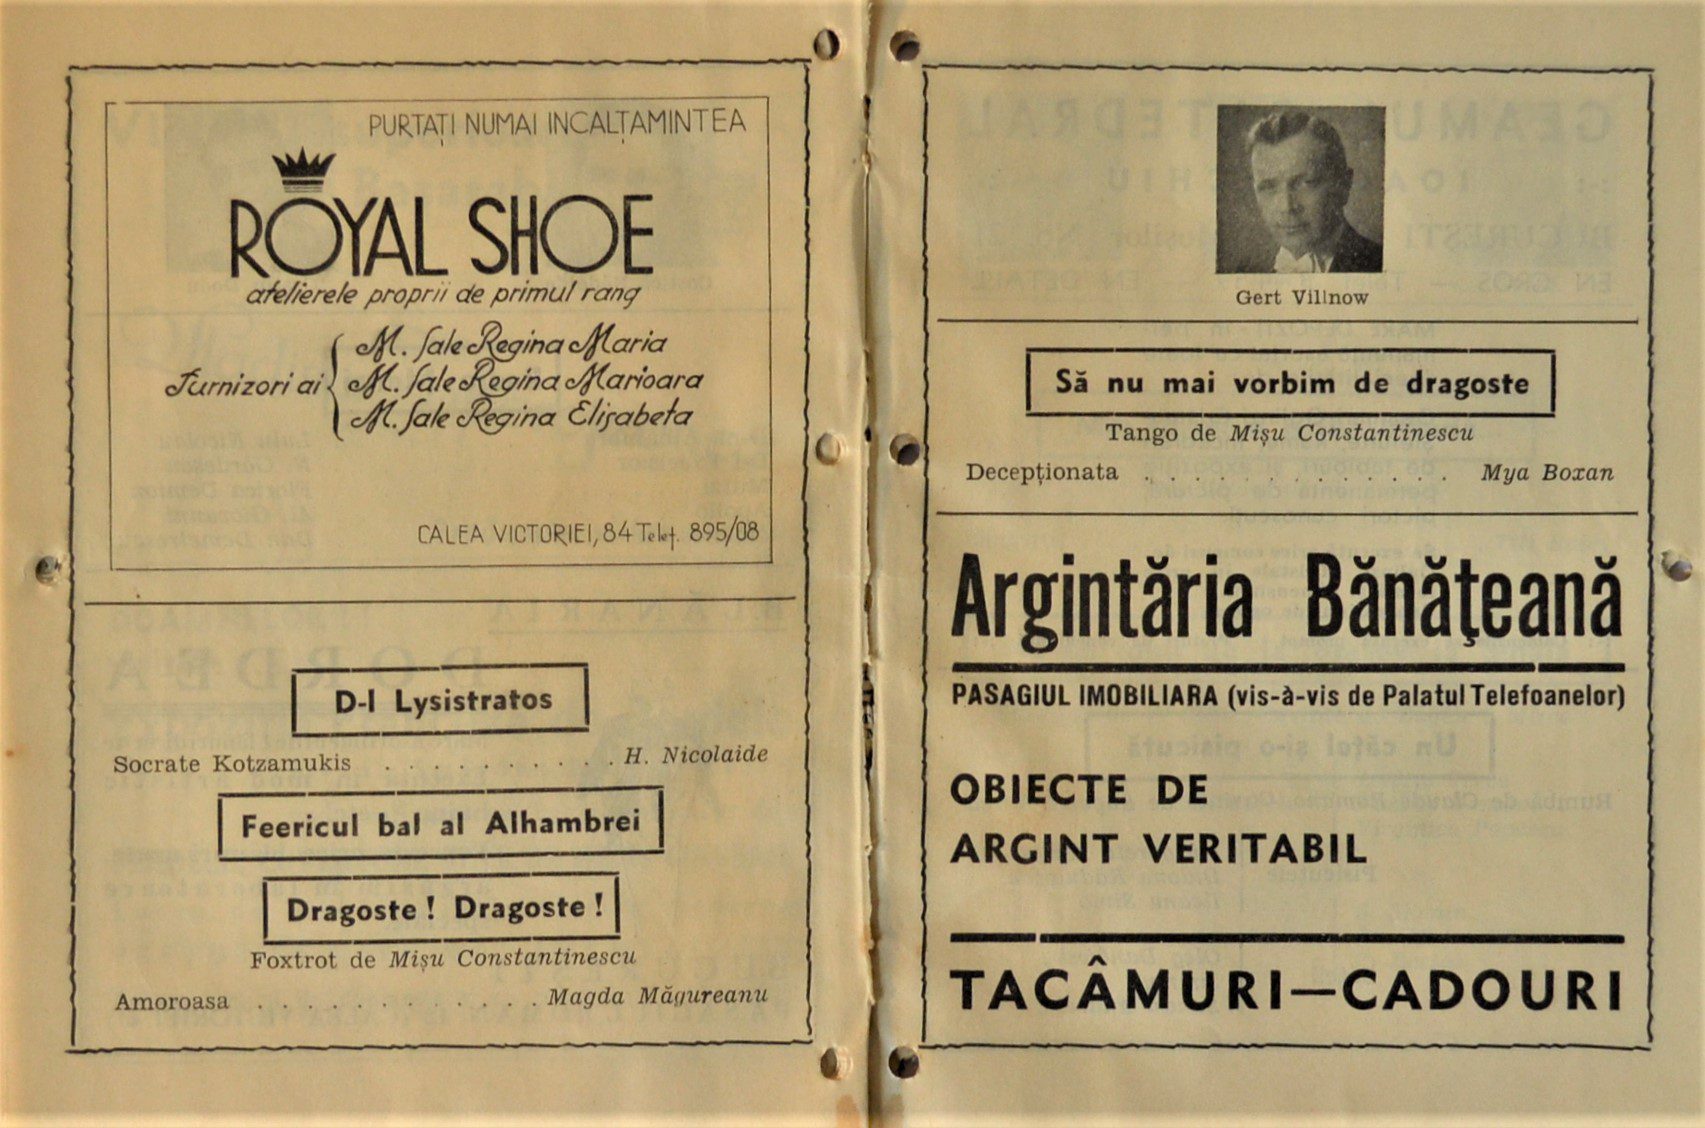 PURTAȚI NUMAI INCALȚAMINTEA
ROYAL SHOE
atelierele proprii de primul rang
Furnizori ai
M. Sale Regina Maria
M. Sale Regina Marioara
M. Sale Regina Elisabeta
CALEA VICTORIEI, 84 Telef. 895/08
D-l Lysistratos
Socrate Kotzamukis . . . . . . . . . . H. Nicolaide
Feericul bal al Alhambrei
Dragoste! Dragoste!
Foxtrot de Mișu Constantinescu
Amoroasa . . . . . . . . . . . . Magda Măgureanu
Gert Villnow
Să nu mai vorbim de dragoste
Tango de Mișu Constantinescu
Decepționata . . . . . . . . . . . . . Mya Boxan
Argintăria Bănățeană
PASAGIUL IMOBILIARA (vis-à-vis de Palatul Telefoanelor)
OBIECTE DE
ARGINT VERITABIL
TACÂMURI—CADOURI